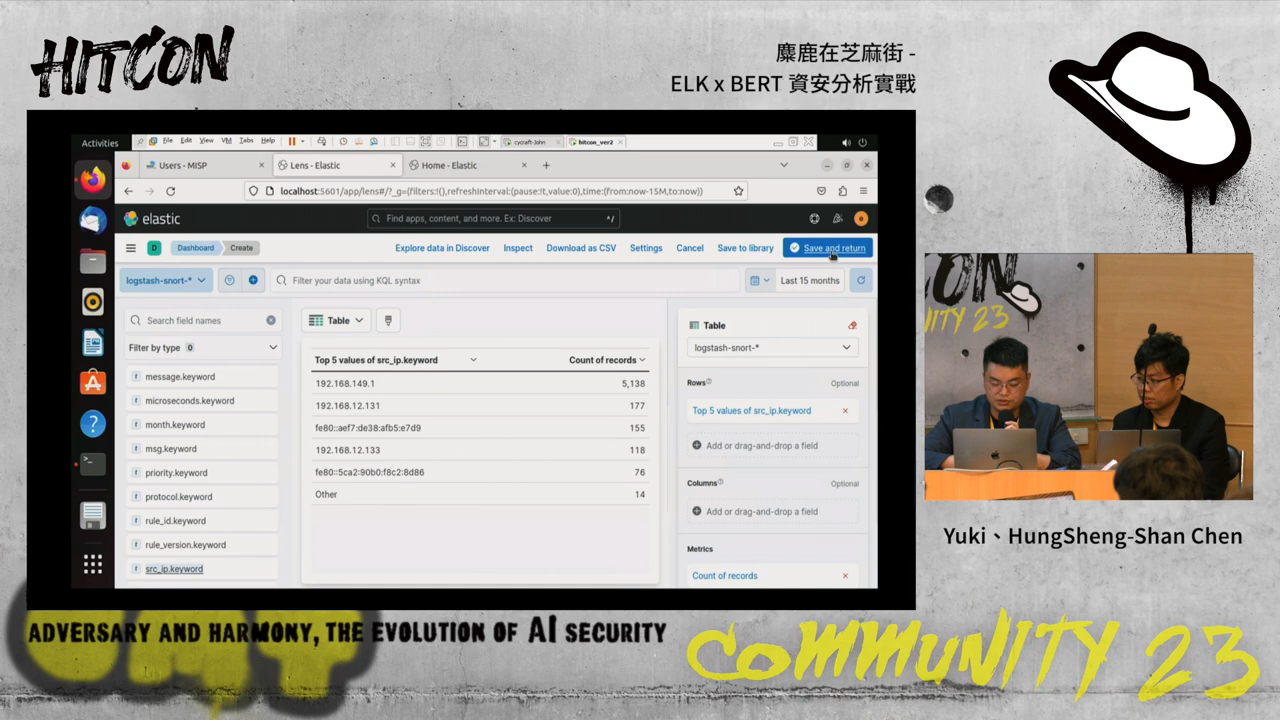 HITCON
麋鹿在芝麻街 -
ELK x BERT 資安分析實戰
Activities
File Edit View VM Tabs Help
cycraft-John
hitcon_ver2
Users - MISP
Lens - Elastic
Home - Elastic
localhost:5601/app/lens#/?_g=(filters:!(),refreshInterval:(pause:!t,value:0),time:(from:now-15M,to:now))
elastic
Find apps, content, and more. Ex: Discover
^/
e
D
Dashboard
Create
Explore data in Discover
Inspect
Download as CSV
Settings
Cancel
Save to library
Save and return
logstash-snort-*
Filter your data using KQL syntax
Last 15 months
Search field names
Filter by type 0
t message.keyword
t microseconds.keyword
t month.keyword
t msg.keyword
t priority.keyword
t protocol.keyword
t rule_id.keyword
t rule_version.keyword
t src_ip.keyword
Table
Top 5 values of src_ip.keyword Count of records
192.168.149.1 5,138
192.168.12.131 177
fe80::aef7:de38:afb5:e7d9 155
192.168.12.133 118
fe80::5ca2:90b0:f8c2:8d86 76
Other 14
Table
logstash-snort-*
Rows Optional
Top 5 values of src_ip.keyword
Add or drag-and-drop a field
Columns Optional
Add or drag-and-drop a field
Metrics
Count of records
Yuki、HungSheng-Shan Chen
ADVERSARY AND HARMONY, THE EVOLUTION OF AI SECURITY
COMMUNITY 23